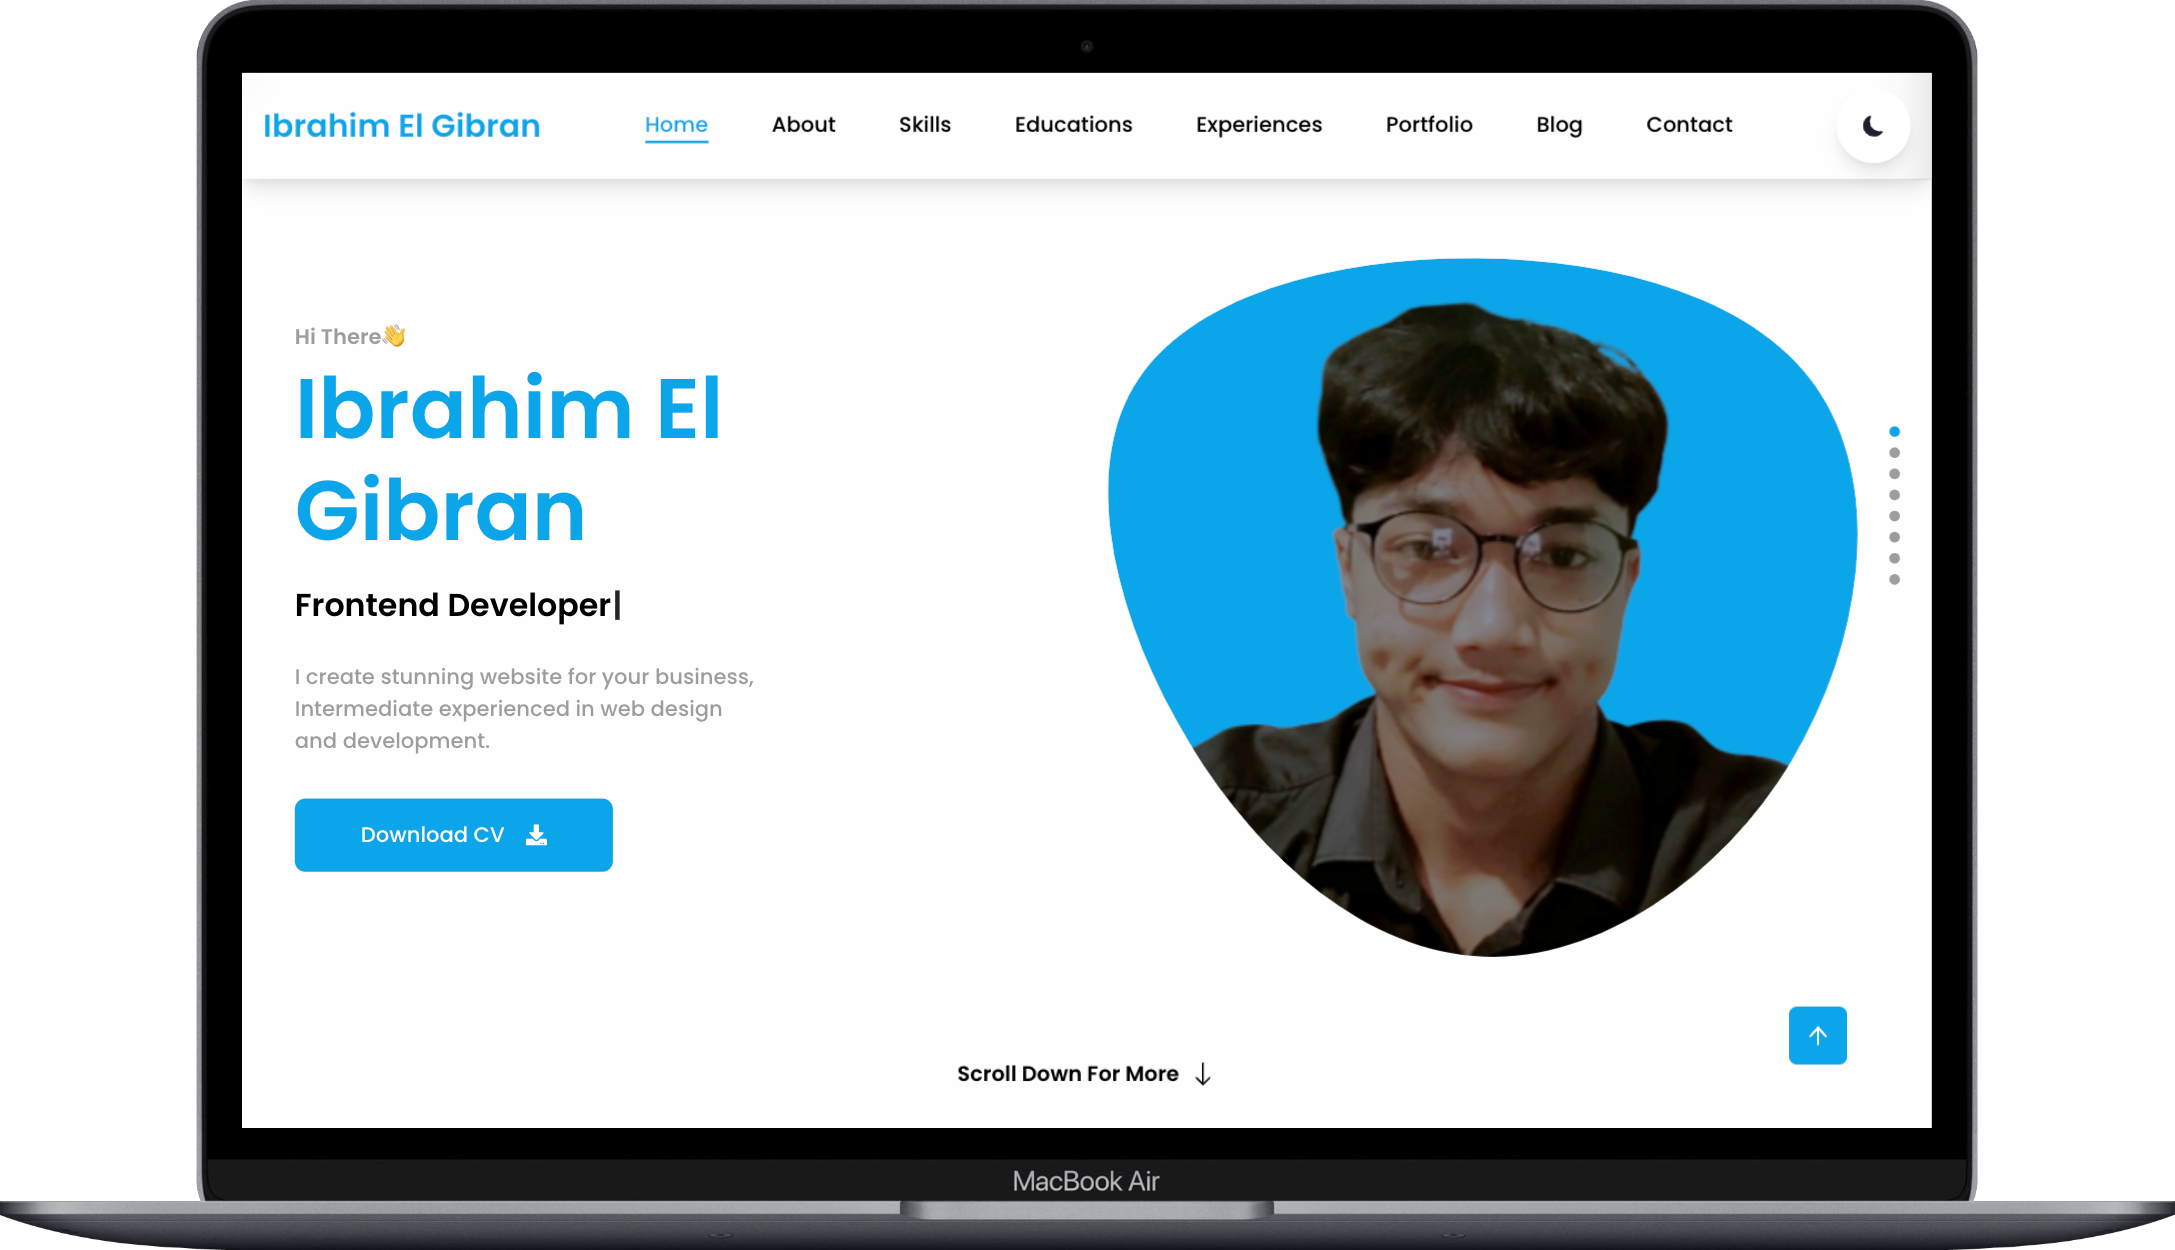 Ibrahim El Gibran
Home About Skills Educations Experiences Portfolio Blog Contact
Hi There👋
Ibrahim El
Gibran
Frontend Developer|
I create stunning website for your business,
Intermediate experienced in web design
and development.
Download CV
Scroll Down For More ↓
MacBook Air